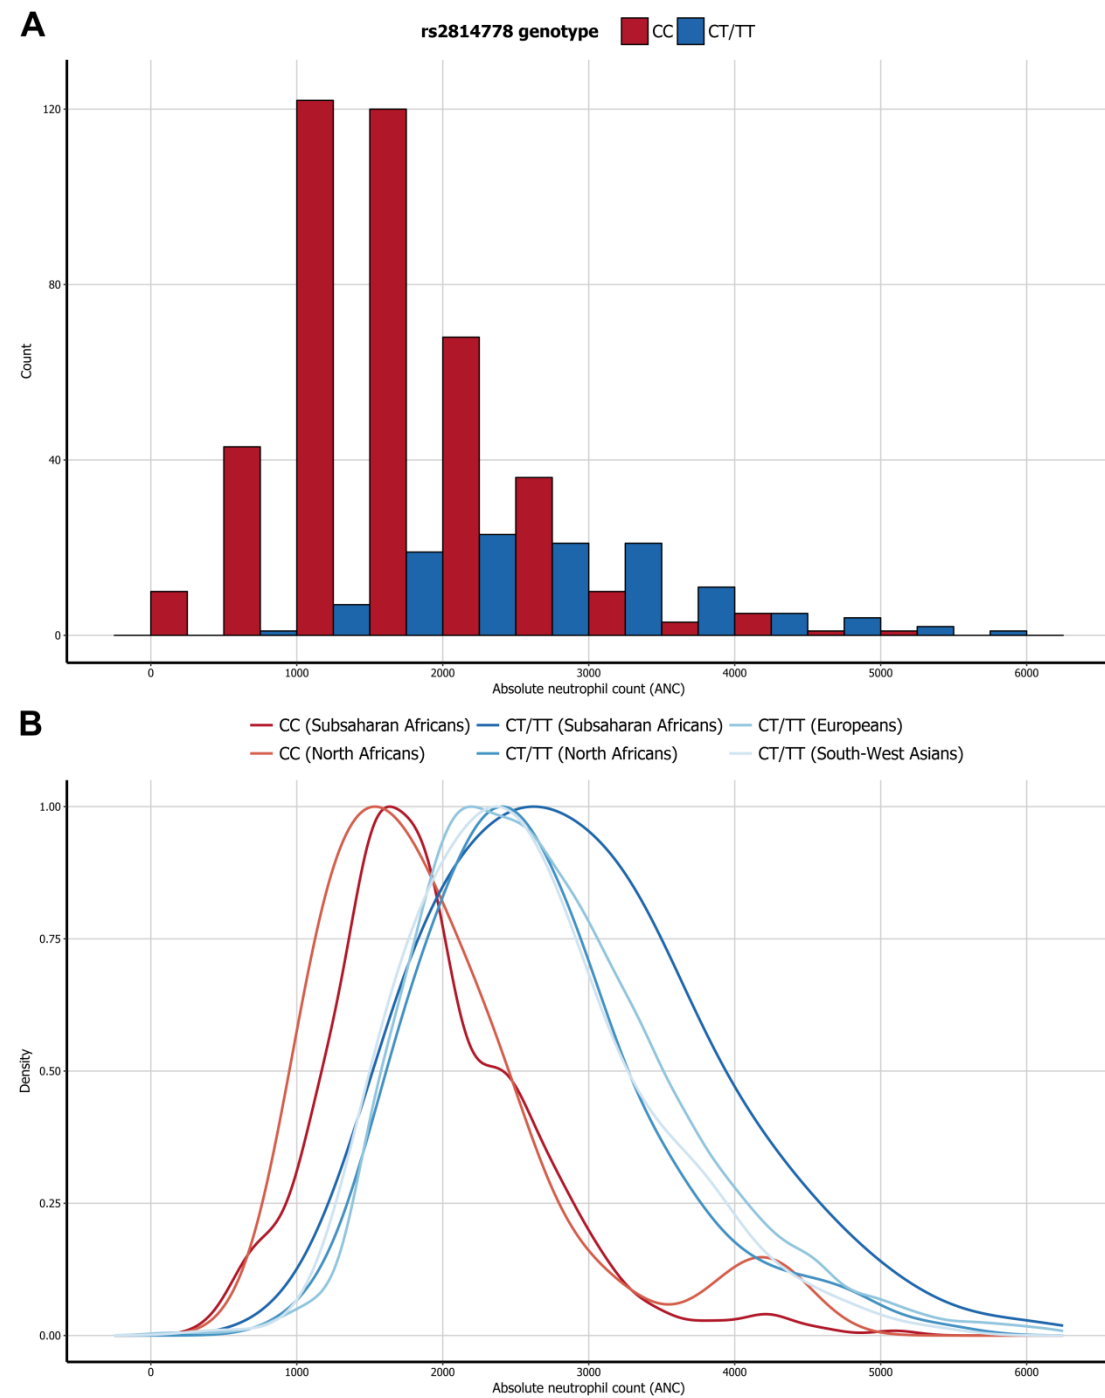 A
rs2814778 genotype CC CT/TT
120
80
40
0
Count
0 1000 2000 3000 4000 5000 6000
Absolute neutrophil count (ANC)
B
CC (Subsaharan Africans) CT/TT (Subsaharan Africans) CT/TT (Europeans)
CC (North Africans) CT/TT (North Africans) CT/TT (South-West Asians)
1.00
0.75
0.50
0.25
0.00
Density
0 1000 2000 3000 4000 5000 6000
Absolute neutrophil count (ANC)